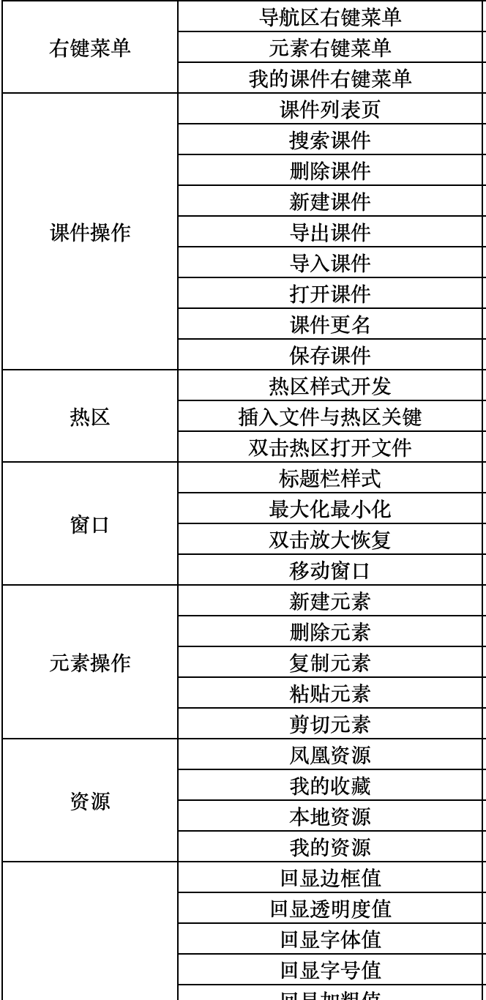 右键菜单
导航区右键菜单
元素右键菜单
我的课件右键菜单
课件操作
课件列表页
搜索课件
删除课件
新建课件
导出课件
导入课件
打开课件
课件更名
保存课件
热区
热区样式开发
插入文件与热区关键
双击热区打开文件
窗口
标题栏样式
最大化最小化
双击放大恢复
移动窗口
元素操作
新建元素
删除元素
复制元素
粘贴元素
剪切元素
资源
凤凰资源
我的收藏
本地资源
我的资源
回显边框值
回显透明度值
回显字体值
回显字号值
回显加粗值